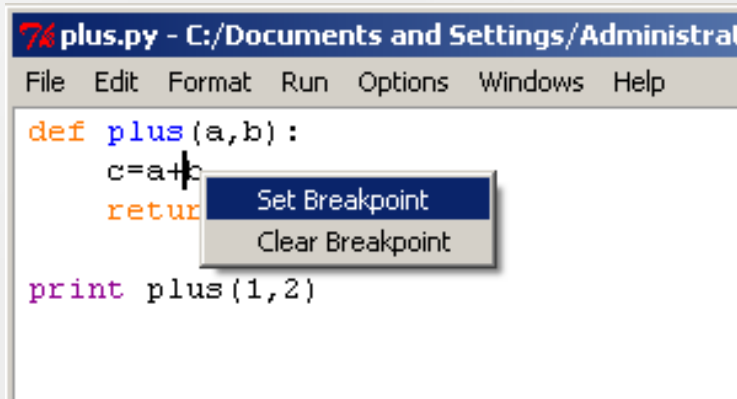 plus.py - C:/Documents and Settings/Administrat
File Edit Format Run Options Windows Help
def plus(a,b):
c=a+b
retur
Set Breakpoint
Clear Breakpoint
print plus(1,2)